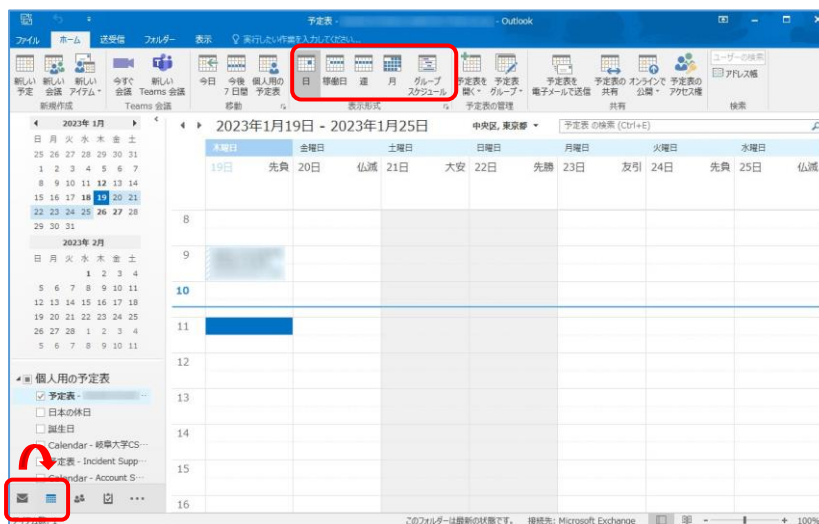 予定表 - - Outlook
ファイル ホーム 送受信 フォルダー 表示 実行したい作業を入力してください...
新しい予定 新しい会議 新しいアイテム 今すぐ会議 新しい Teams 会議 今日 今後 7 日間 個人用の予定表 日 稼働日 週 月 グループ スケジュール 予定表を開く 予定表グループ 予定表を電子メールで送信 予定表の共有 オンラインで公開 予定表のアクセス権 ユーザーの検索 アドレス帳
新規作成 Teams 会議 移動 表示形式 予定表の管理 共有 検索
2023年 1月
日 月 火 水 木 金 土
25 26 27 28 29 30 31
1 2 3 4 5 6 7
8 9 10 11 12 13 14
15 16 17 18 19 20 21
22 23 24 25 26 27 28
29 30 31
2023年 2月
日 月 火 水 木 金 土
1 2 3 4
5 6 7 8 9 10 11
12 13 14 15 16 17 18
19 20 21 22 23 24 25
26 27 28 1 2 3 4
5 6 7 8 9 10 11
個人用の予定表
予定表 - ...
日本の休日
誕生日
Calendar - 岐阜大学CS...
予定表 - Incident Supp...
Calendar - Account S...
2023年1月19日 - 2023年1月25日 中央区, 東京都 予定表 の検索 (Ctrl+E)
木曜日 金曜日 土曜日 日曜日 月曜日 火曜日 水曜日
19日 先負 20日 仏滅 21日 大安 22日 先勝 23日 友引 24日 先負 25日 仏滅
8
9
10
11
12
13
14
15
16
このフォルダーは最新の状態です。 接続先: Microsoft Exchange 100%